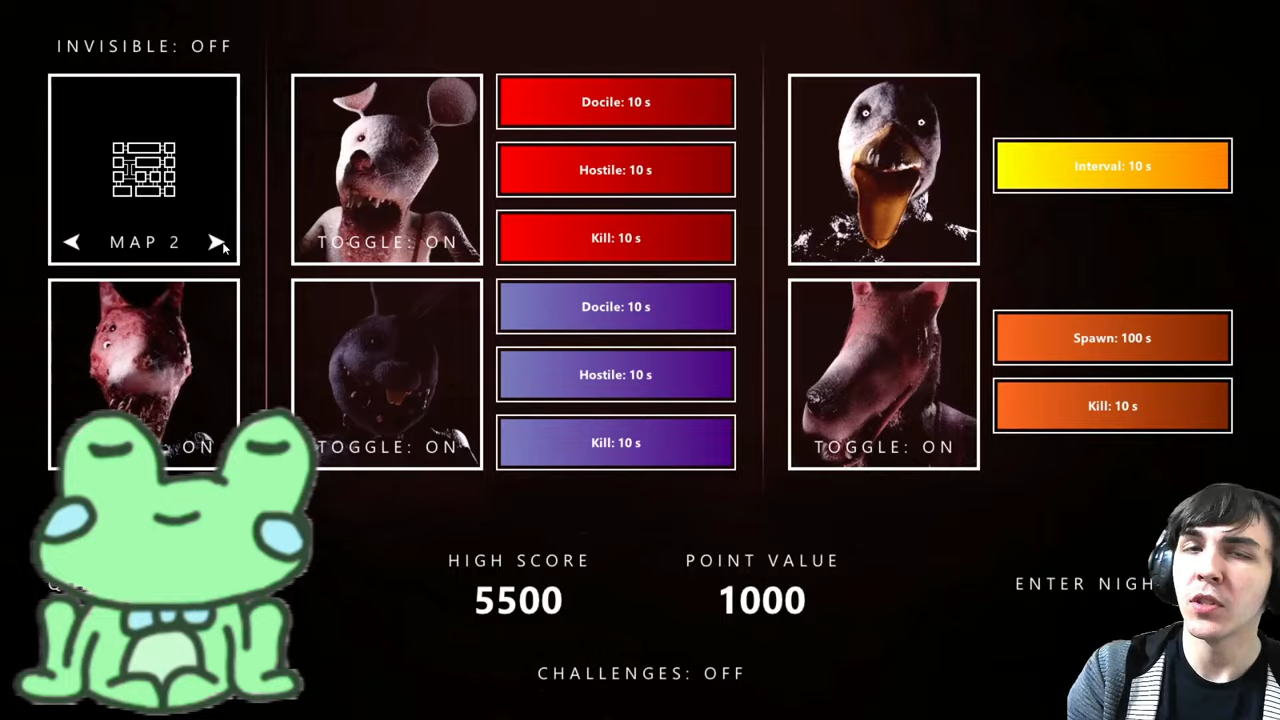 INVISIBLE: OFF
MAP 2
ON
TOGGLE: ON
Docile: 10 s
Hostile: 10 s
Kill: 10 s
TOGGLE: ON
Docile: 10 s
Hostile: 10 s
Kill: 10 s
Interval: 10 s
TOGGLE: ON
Spawn: 100 s
Kill: 10 s
HIGH SCORE
5500
POINT VALUE
1000
ENTER NIGH
CHALLENGES: OFF